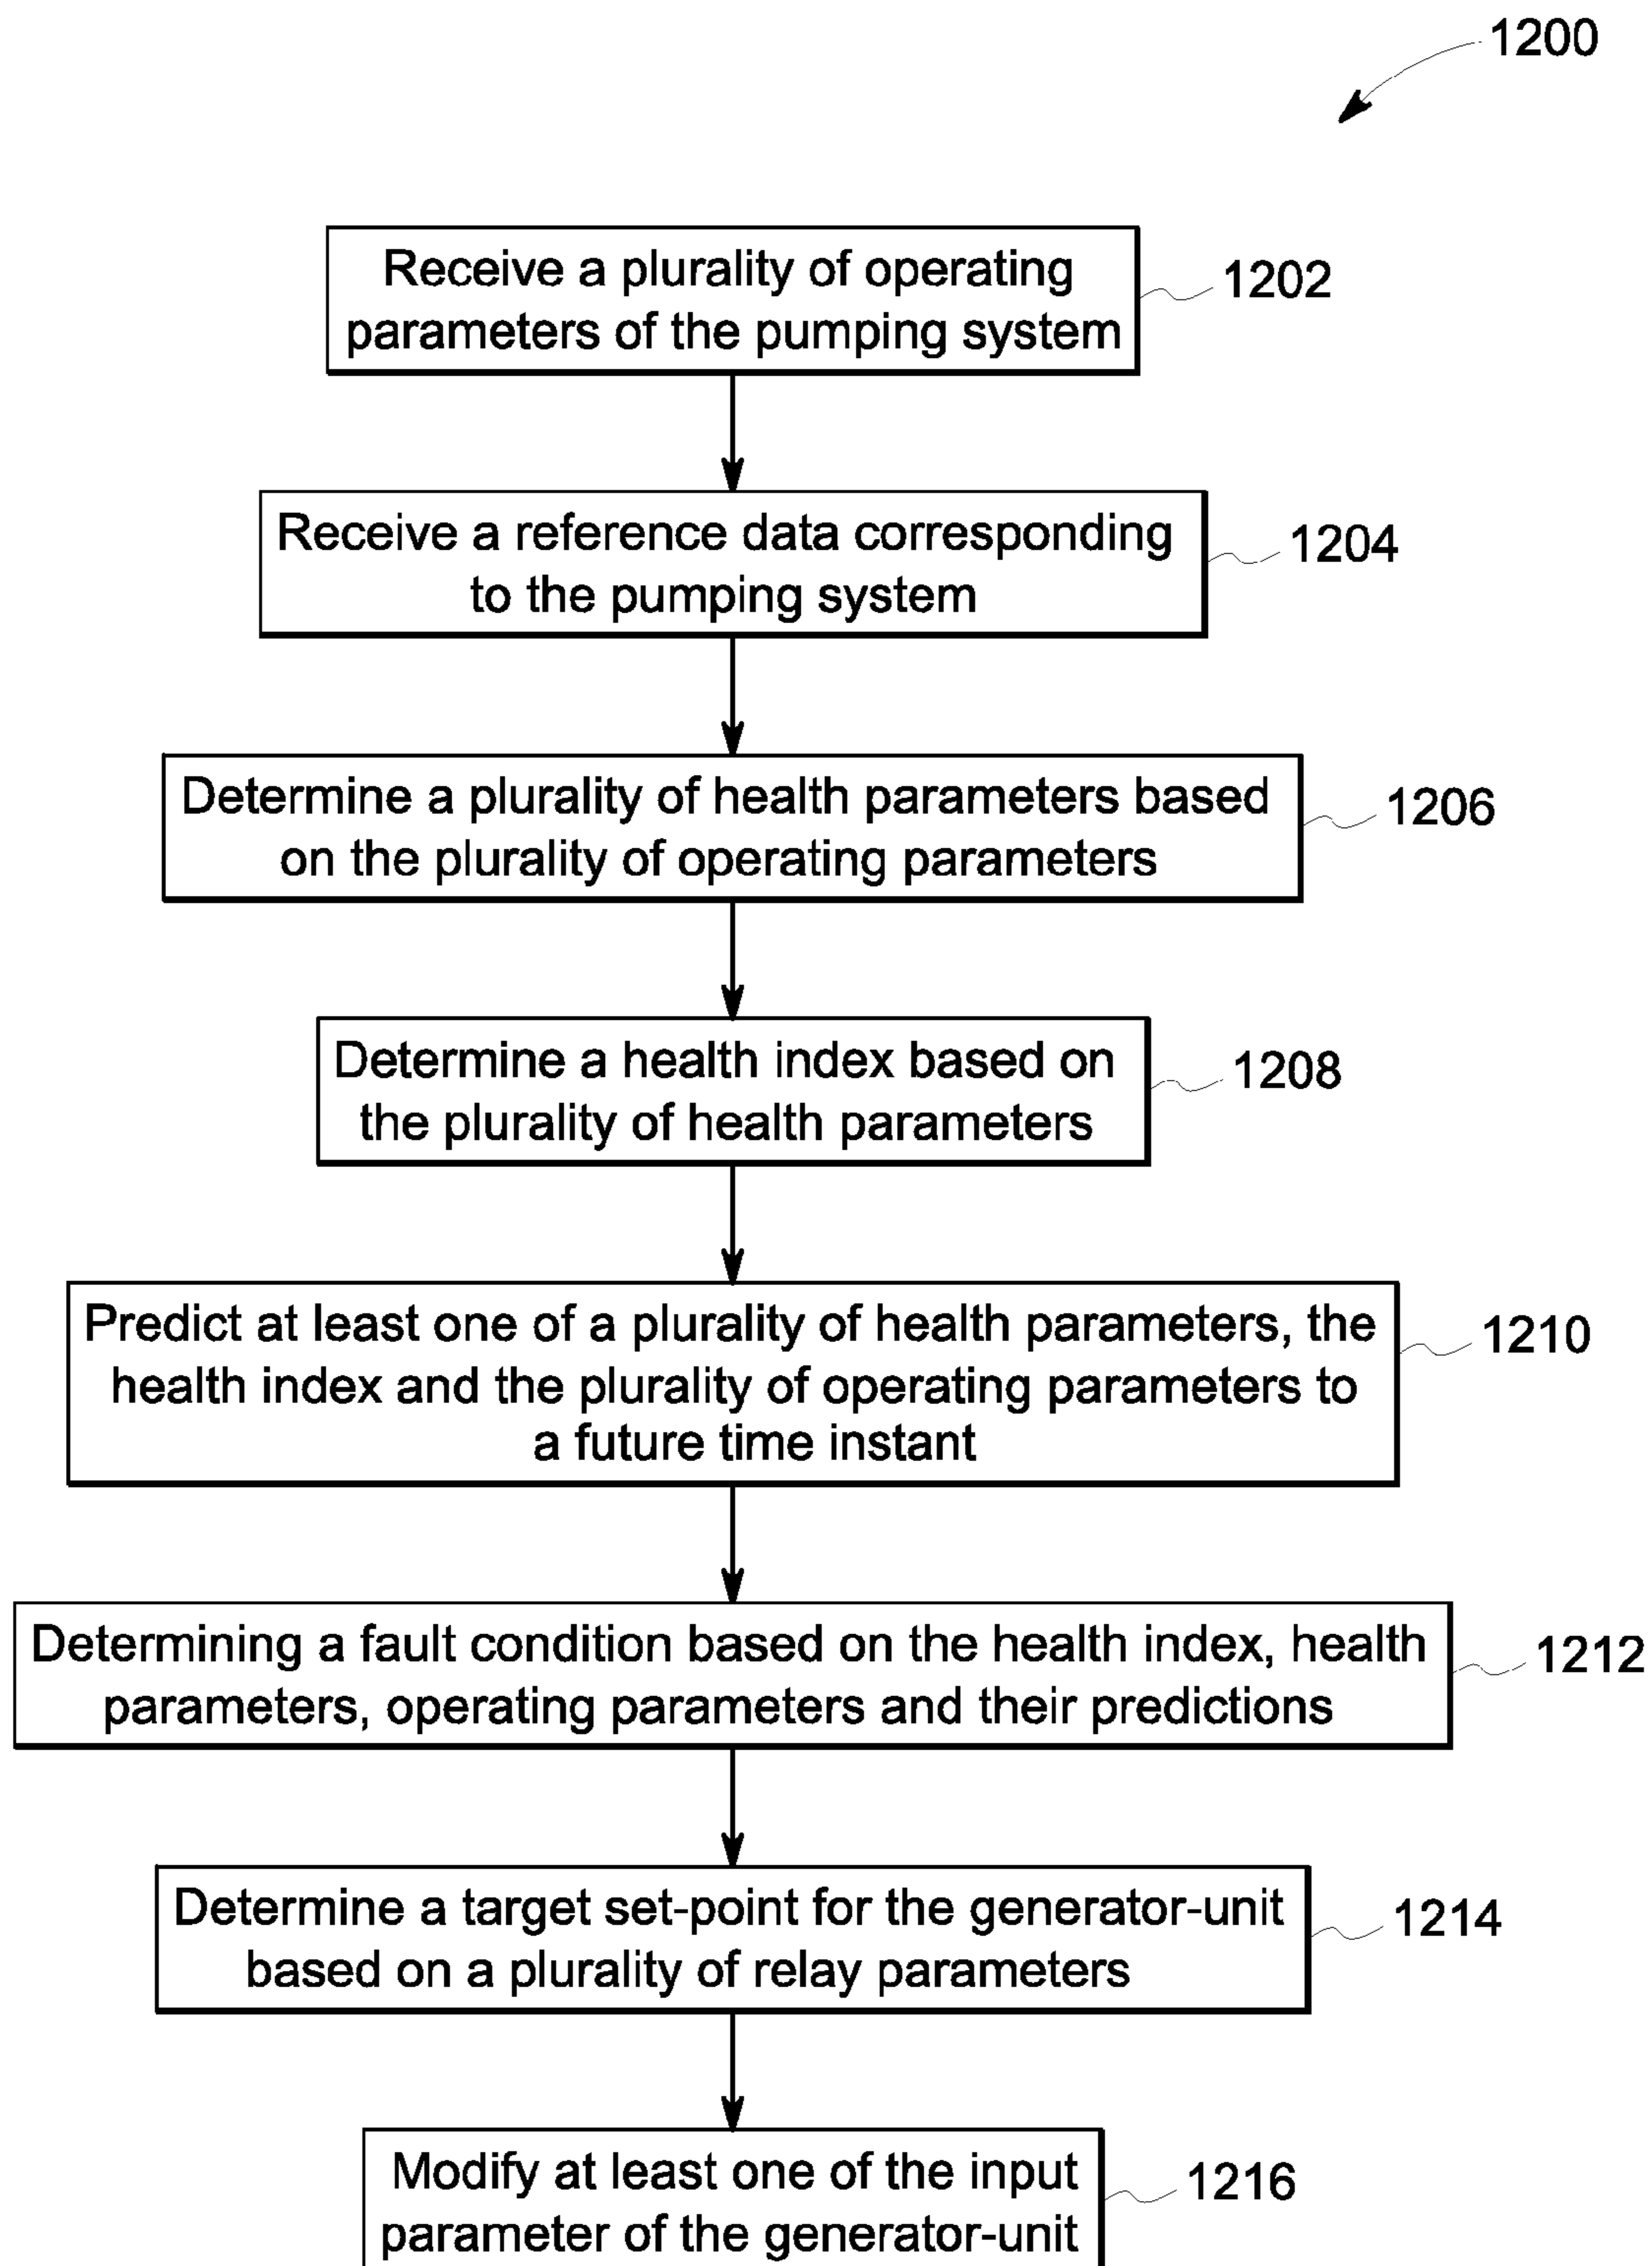 1200
Receive a plurality of operating
parameters of the pumping system
1202
Receive a reference data corresponding
to the pumping system
1204
Determine a plurality of health parameters based
on the plurality of operating parameters
1206
Determine a health index based on
the plurality of health parameters
1208
Predict at least one of a plurality of health parameters, the
health index and the plurality of operating parameters to
a future time instant
1210
Determining a fault condition based on the health index, health
parameters, operating parameters and their predictions
1212
Determine a target set-point for the generator-unit
based on a plurality of relay parameters
1214
Modify at least one of the input
parameter of the generator-unit
1216